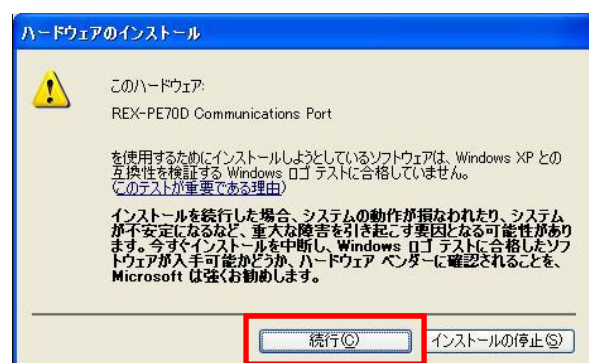 ハードウェアのインストール
このハードウェア:
REX-PE70D Communications Port
を使用するためにインストールしようとしているソフトウェアは、Windows XP との
互換性を検証する Windows ロゴ テストに合格していません。
(このテストが重要である理由)
インストールを続行した場合、システムの動作が損なわれたり、システム
が不安定になるなど、重大な障害を引き起こす要因となる可能性があり
ます。今すぐインストールを中断し、Windows ロゴ テストに合格したソフ
トウェアが入手可能かどうか、ハードウェア ベンダーに確認されることを、
Microsoft は強くお勧めします。
続行(C) インストールの停止(S)